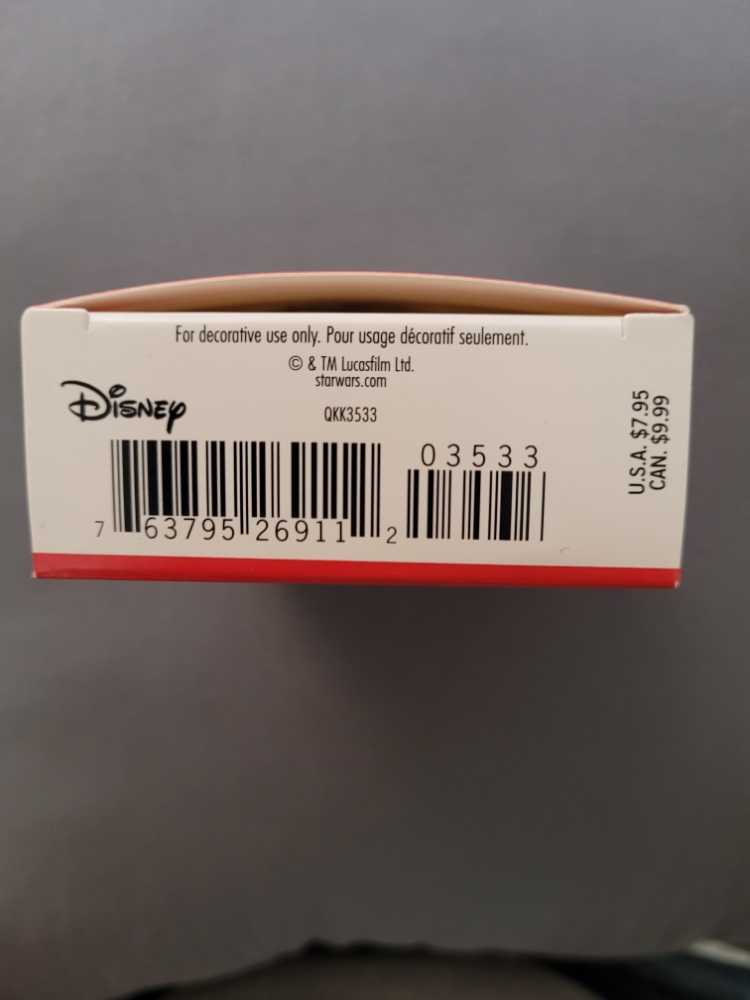 For decorative use only. Pour usage décoratif seulement.
© & TM Lucasfilm Ltd.
starwars.com
Disney
QKK3533
U.S.A. $7.95
CAN. $9.99
03533
7 63795 26911 2